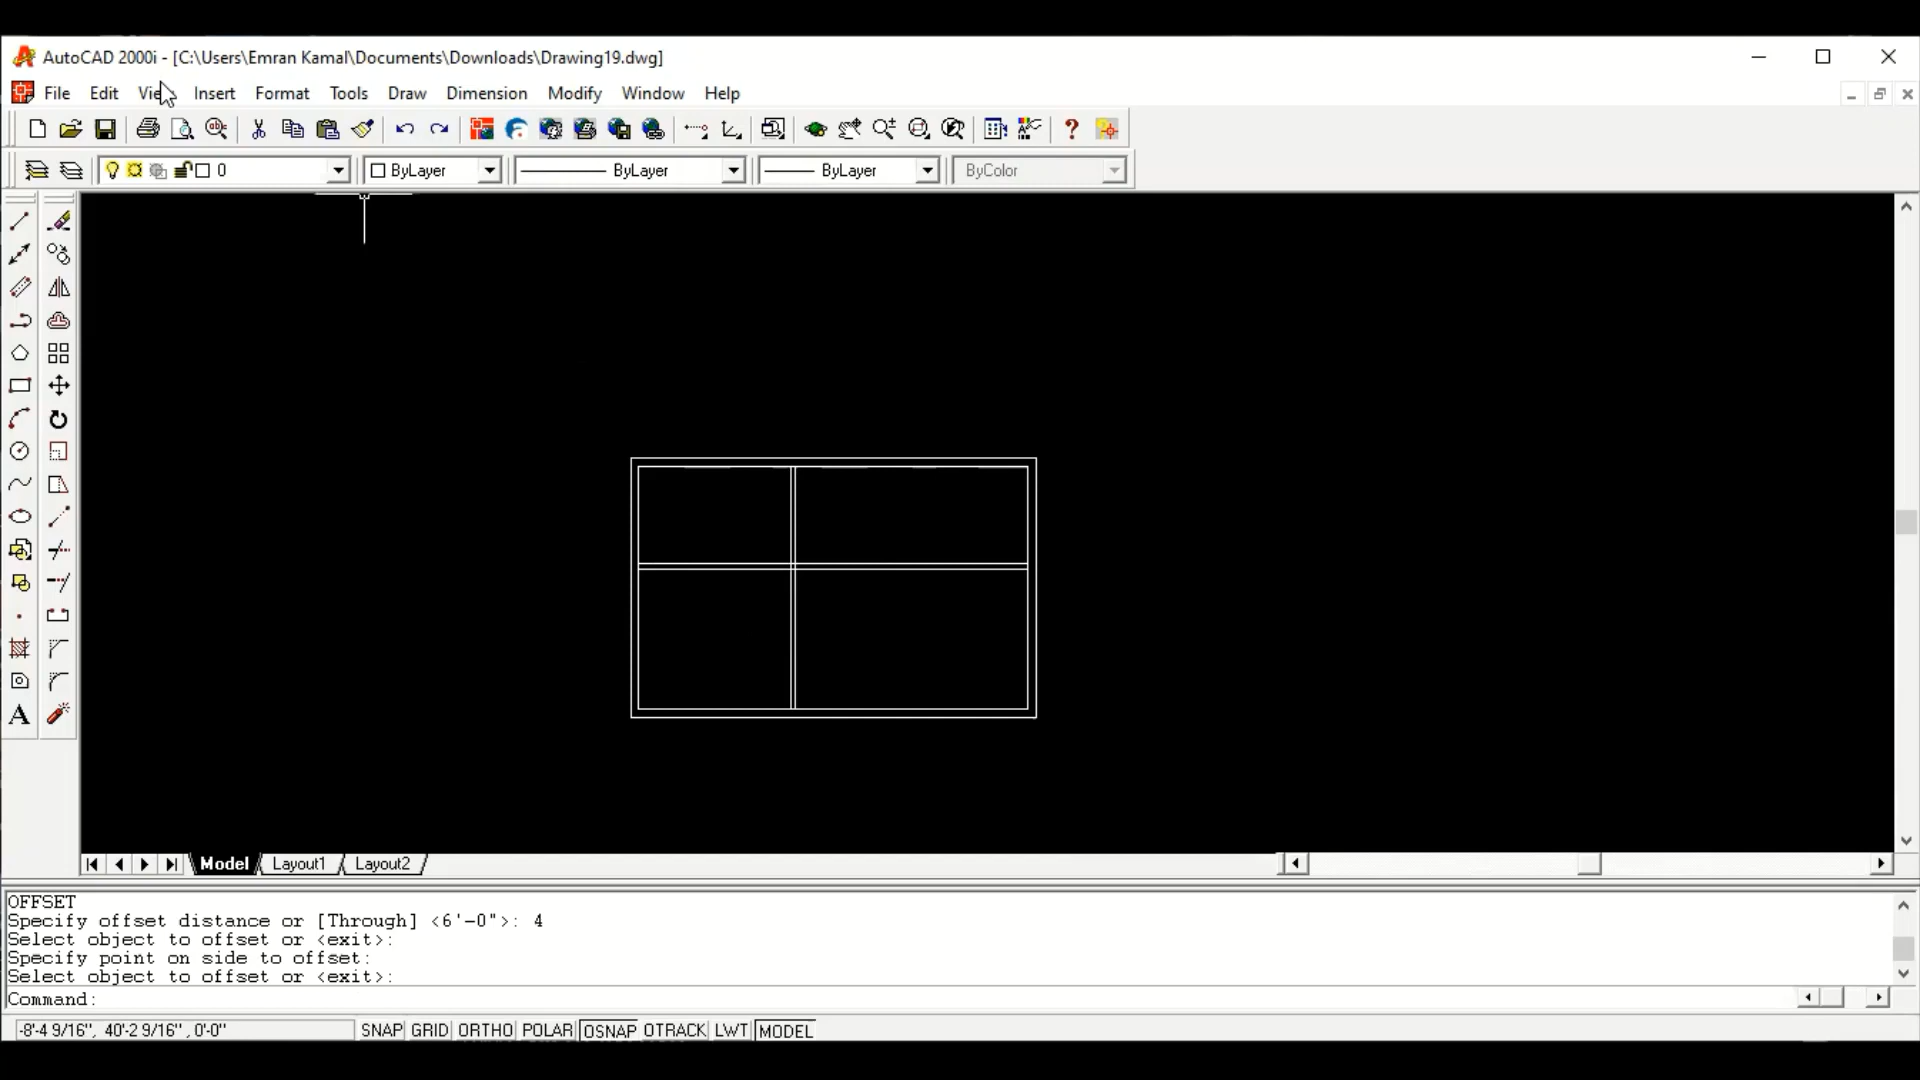 AutoCAD 2000i - [C:\Users\Emran Kamal\Documents\Downloads\Drawing19.dwg]
File Edit View Insert Format Tools Draw Dimension Modify Window Help
0 ByLayer ByLayer ByLayer ByColor
A
Model Layout1 Layout2
OFFSET
Specify offset distance or [Through] <6'-0">: 4
Select object to offset or <exit>:
Specify point on side to offset:
Select object to offset or <exit>:
Command:
-8'-4 9/16", 40'-2 9/16" , 0'-0" SNAP GRID ORTHO POLAR OSNAP OTRACK LWT MODEL